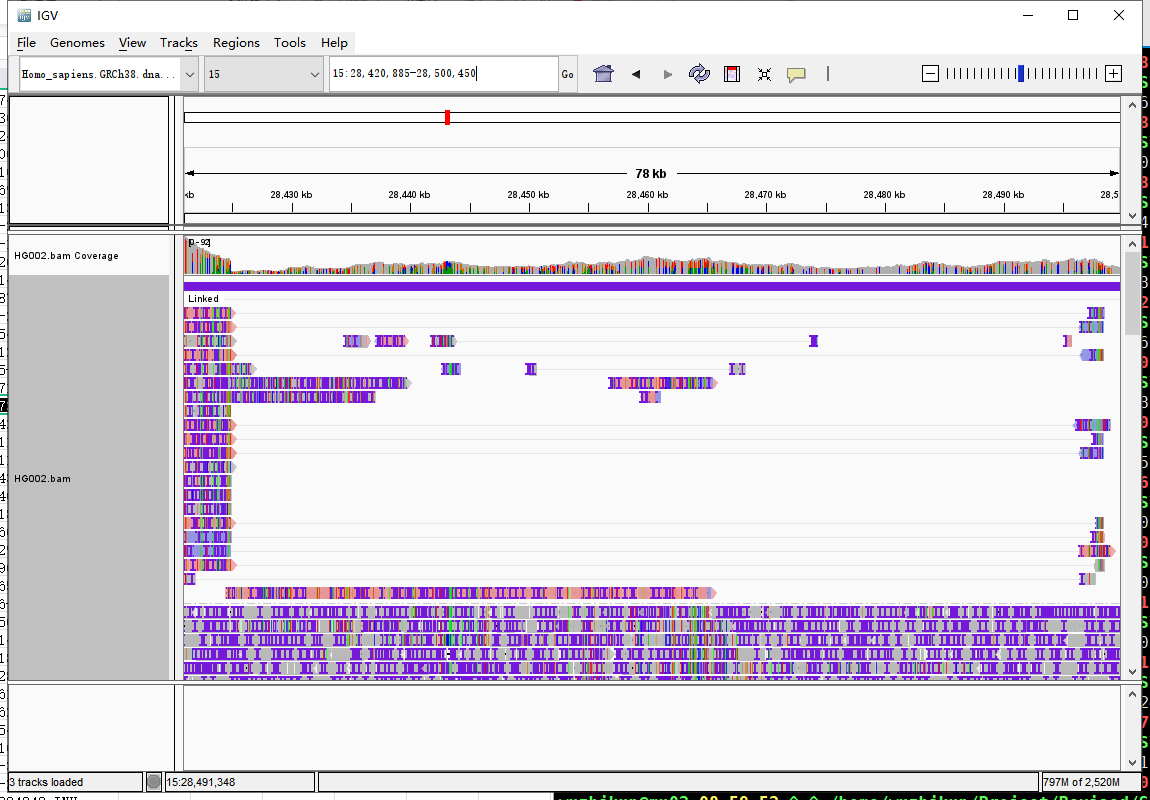 IGV
File Genomes View Tracks Regions Tools Help
Homo_sapiens.GRCh38.dna... 15 15:28,420,885-28,500,450 Go
78 kb
kb 28,430 kb 28,440 kb 28,450 kb 28,460 kb 28,470 kb 28,480 kb 28,490 kb 28,5
[0 - 92]
HG002.bam Coverage
Linked
HG002.bam
3 tracks loaded 15:28,491,348 797M of 2,520M